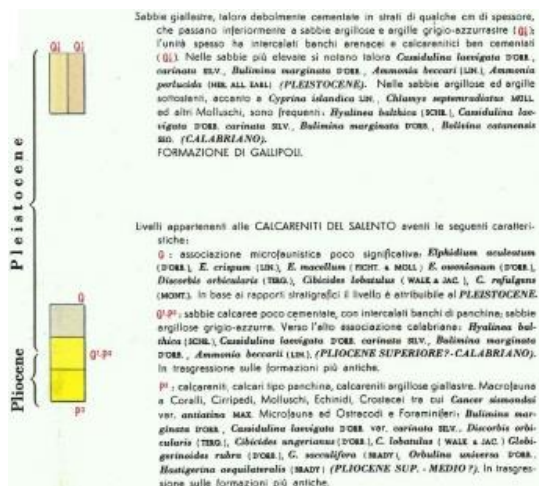 Sabbie giallastre, talora debolmente cementate in strati di qualche cm di spessore,
che passano inferiormente a sabbie argillose e argille grigio-azzurrastre (Q¹c);
l'unità spesso ha intercalati banchi arenacei e calcarenitici ben cementati
(Q¹c). Nelle sabbie più elevate si notano talora Cassidulina laevigata D'ORB.
carinata SILV., Bulimina marginata D'ORB., Ammonia beccari (LIN.), Ammonia
perlucida (HER. ALL. EARL) (PLEISTOCENE). Nelle sabbie argillose ed argille
sottostanti, accanto a Cyprina islandica LIN., Chlamys septemradiatus MÜLL.
ed altri Molluschi, sono frequenti: Hyalinea balthica (SCHR.), Cassidulina lae-
vigata D'ORB. carinata SILV., Bulimina marginata D'ORB., Bolivina catanensis
SEG. (CALABRIANO).
FORMAZIONE DI GALLIPOLI.
Pleistocene
Livelli appartenenti alle CALCARENITI DEL SALENTO aventi le seguenti caratteri-
stiche:
Q
Q : associazione microfaunistica poco significativa: Elphidium aculeatum
(D'ORB.), E. crispum (LIN.), E. macellum (FICHT. & MOLL.) E. owenianum (D'ORB.),
Discorbis orbicularis (TERQ.), Cibicides lobatulus (WALK & JAC.), C. refulgens
(MONT.). In base ai rapporti stratigrafici il livello è attribuibile al PLEISTOCENE.
Q¹-P³
Q¹-P³: sabbie calcaree poco cementate, con intercalati banchi di panchina; sabbie
argillose grigio-azzurre. Verso l'alto associazione calabriana: Hyalinea bal-
thica (SCHR.), Cassidulina laevigata D'ORB. carinata SILV., Bulimina marginata
D'ORB., Ammonia beccarii (LIN.), (PLIOCENE SUPERIORE?-CALABRIANO).
In trasgressione sulle formazioni più antiche.
Pliocene
P³
P³ : calcareniti, calcari tipo panchina, calcareniti argillose giallastre. Macrofauna
a Coralli, Cirripedi, Molluschi, Echinidi, Crostacei tra cui Cancer sismondai
var. antiatina MAX. Microfauna ad Ostracodi e Foraminiferi: Bulimina mar-
ginata D'ORB., Cassidulina laevigata D'ORB. var. carinata SILV., Discorbis orbi-
cularis (TERQ.), Cibicides ungerianus (D'ORB.), C. lobatulus (WALK & JAC.) Globi-
gerinoides rubra (D'ORB.), G. sacculifera (BRADY), Orbulina universa D'ORB.,
Hastigerina aequilateralis (BRADY) (PLIOCENE SUP. - MEDIO?). In trasgres-
sione sulle formazioni più antiche.